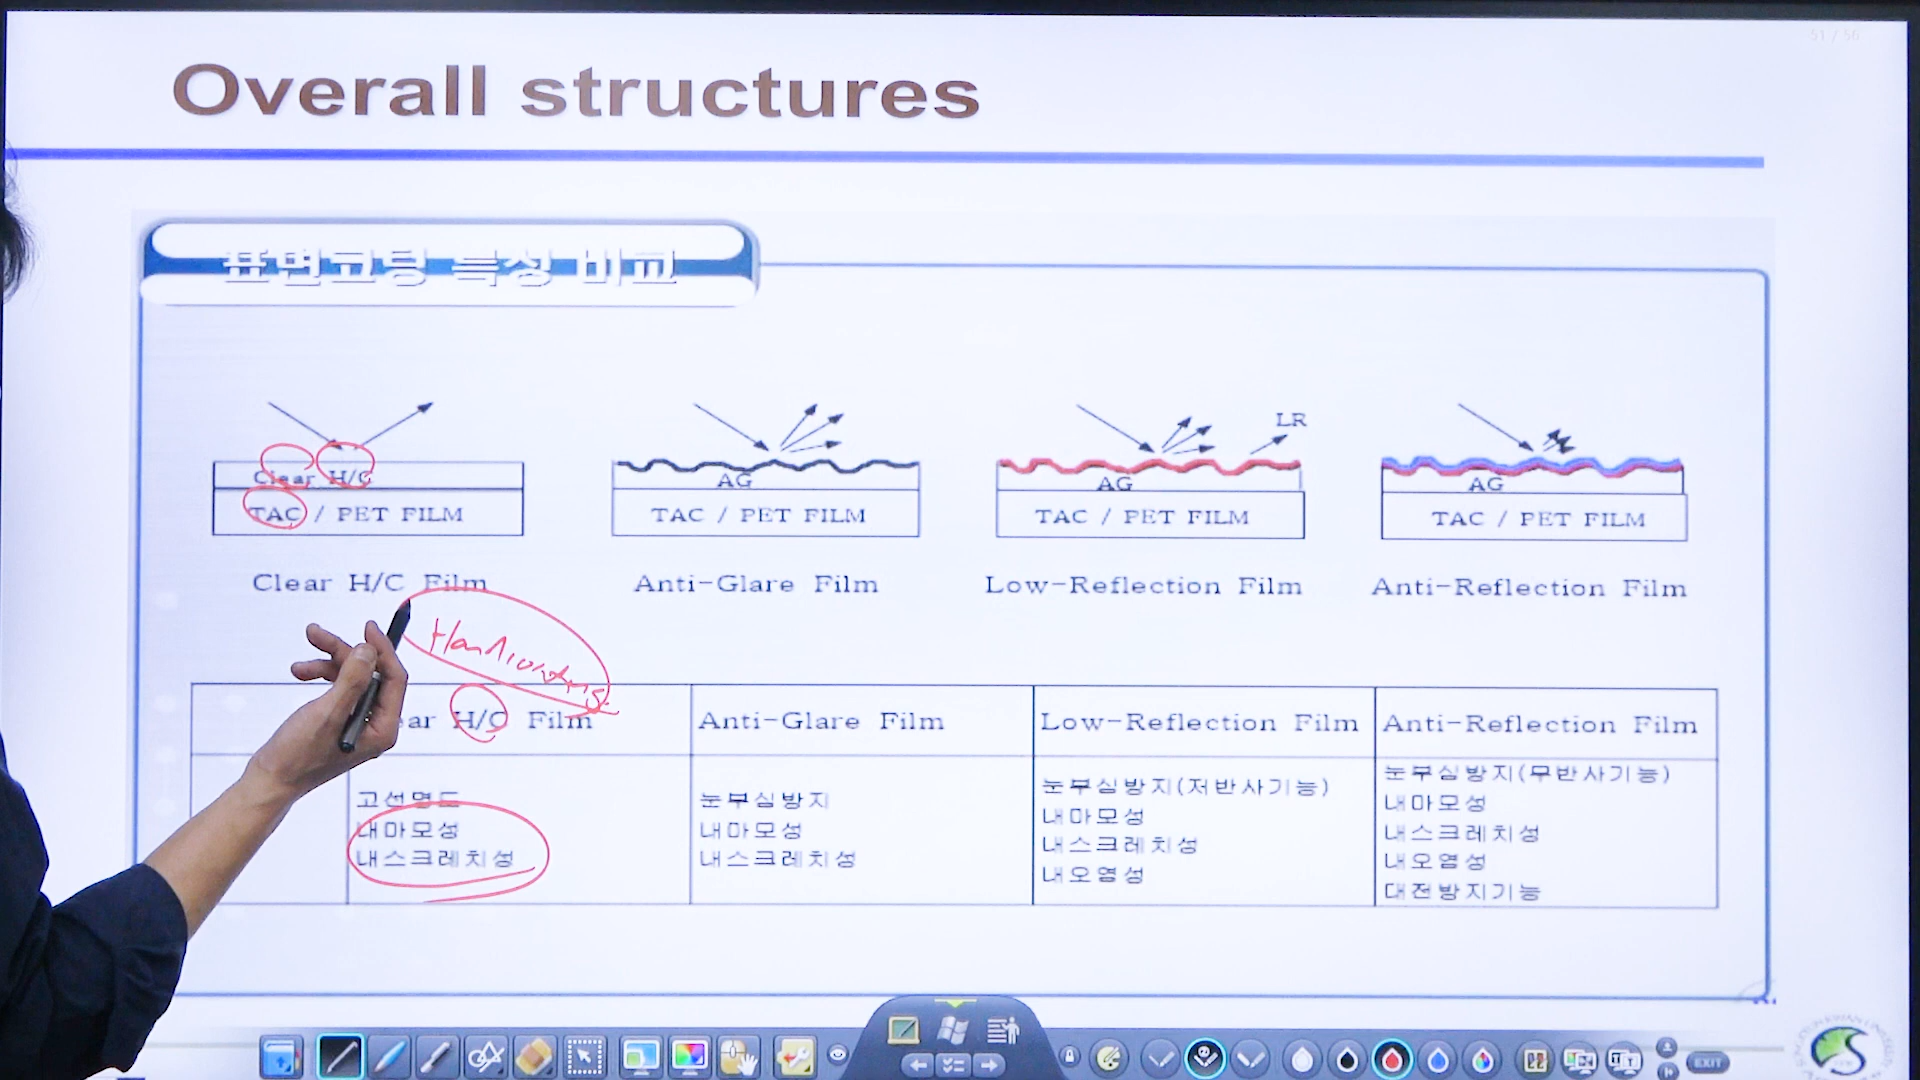 51 / 56
Overall structures
표면코팅 특성 비교
LR
Clear H/C
TAC / PET FILM
AG
TAC / PET FILM
AG
TAC / PET FILM
AG
TAC / PET FILM
Clear H/C Film
Anti-Glare Film
Low-Reflection Film
Anti-Reflection Film
ear H/C Film
Anti-Glare Film
Low-Reflection Film
Anti-Reflection Film
고선명도
내마모성
내스크레치성
눈부심방지
내마모성
내스크레치성
눈부심방지(저반사기능)
내마모성
내스크레치성
내오염성
눈부심방지(무반사기능)
내마모성
내스크레치성
내오염성
대전방지기능
EXIT